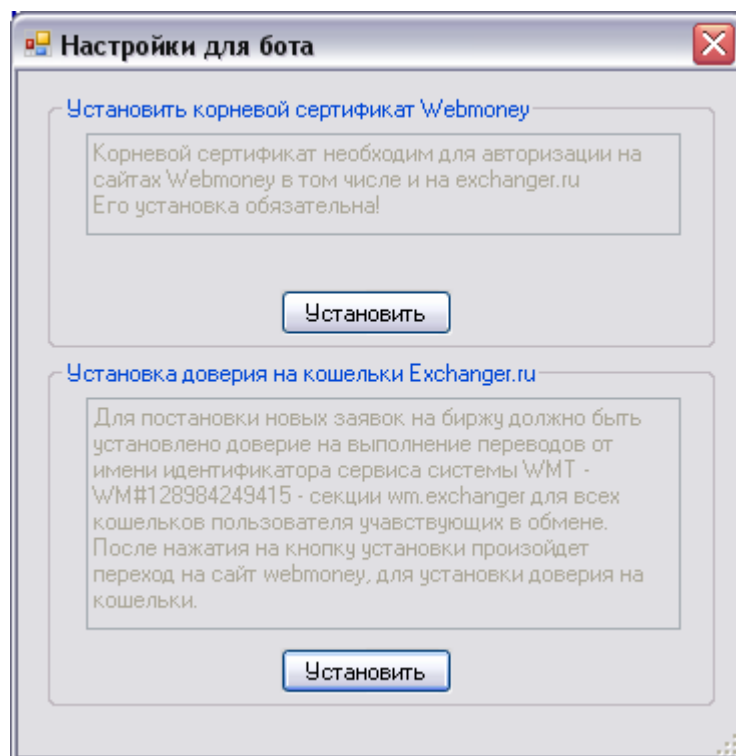 Настройки для бота
Установить корневой сертификат Webmoney
Корневой сертификат необходим для авторизации на
сайтах Webmoney в том числе и на exchanger.ru
Его установка обязательна!
Установить
Установка доверия на кошельки Exchanger.ru
Для постановки новых заявок на биржу должно быть
установлено доверие на выполнение переводов от
имени идентификатора сервиса системы WMT -
WM#128984249415 - секции wm.exchanger для всех
кошельков пользователя учавствующих в обмене.
После нажатия на кнопку установки произойдет
переход на сайт webmoney, для установки доверия на
кошельки.
Установить